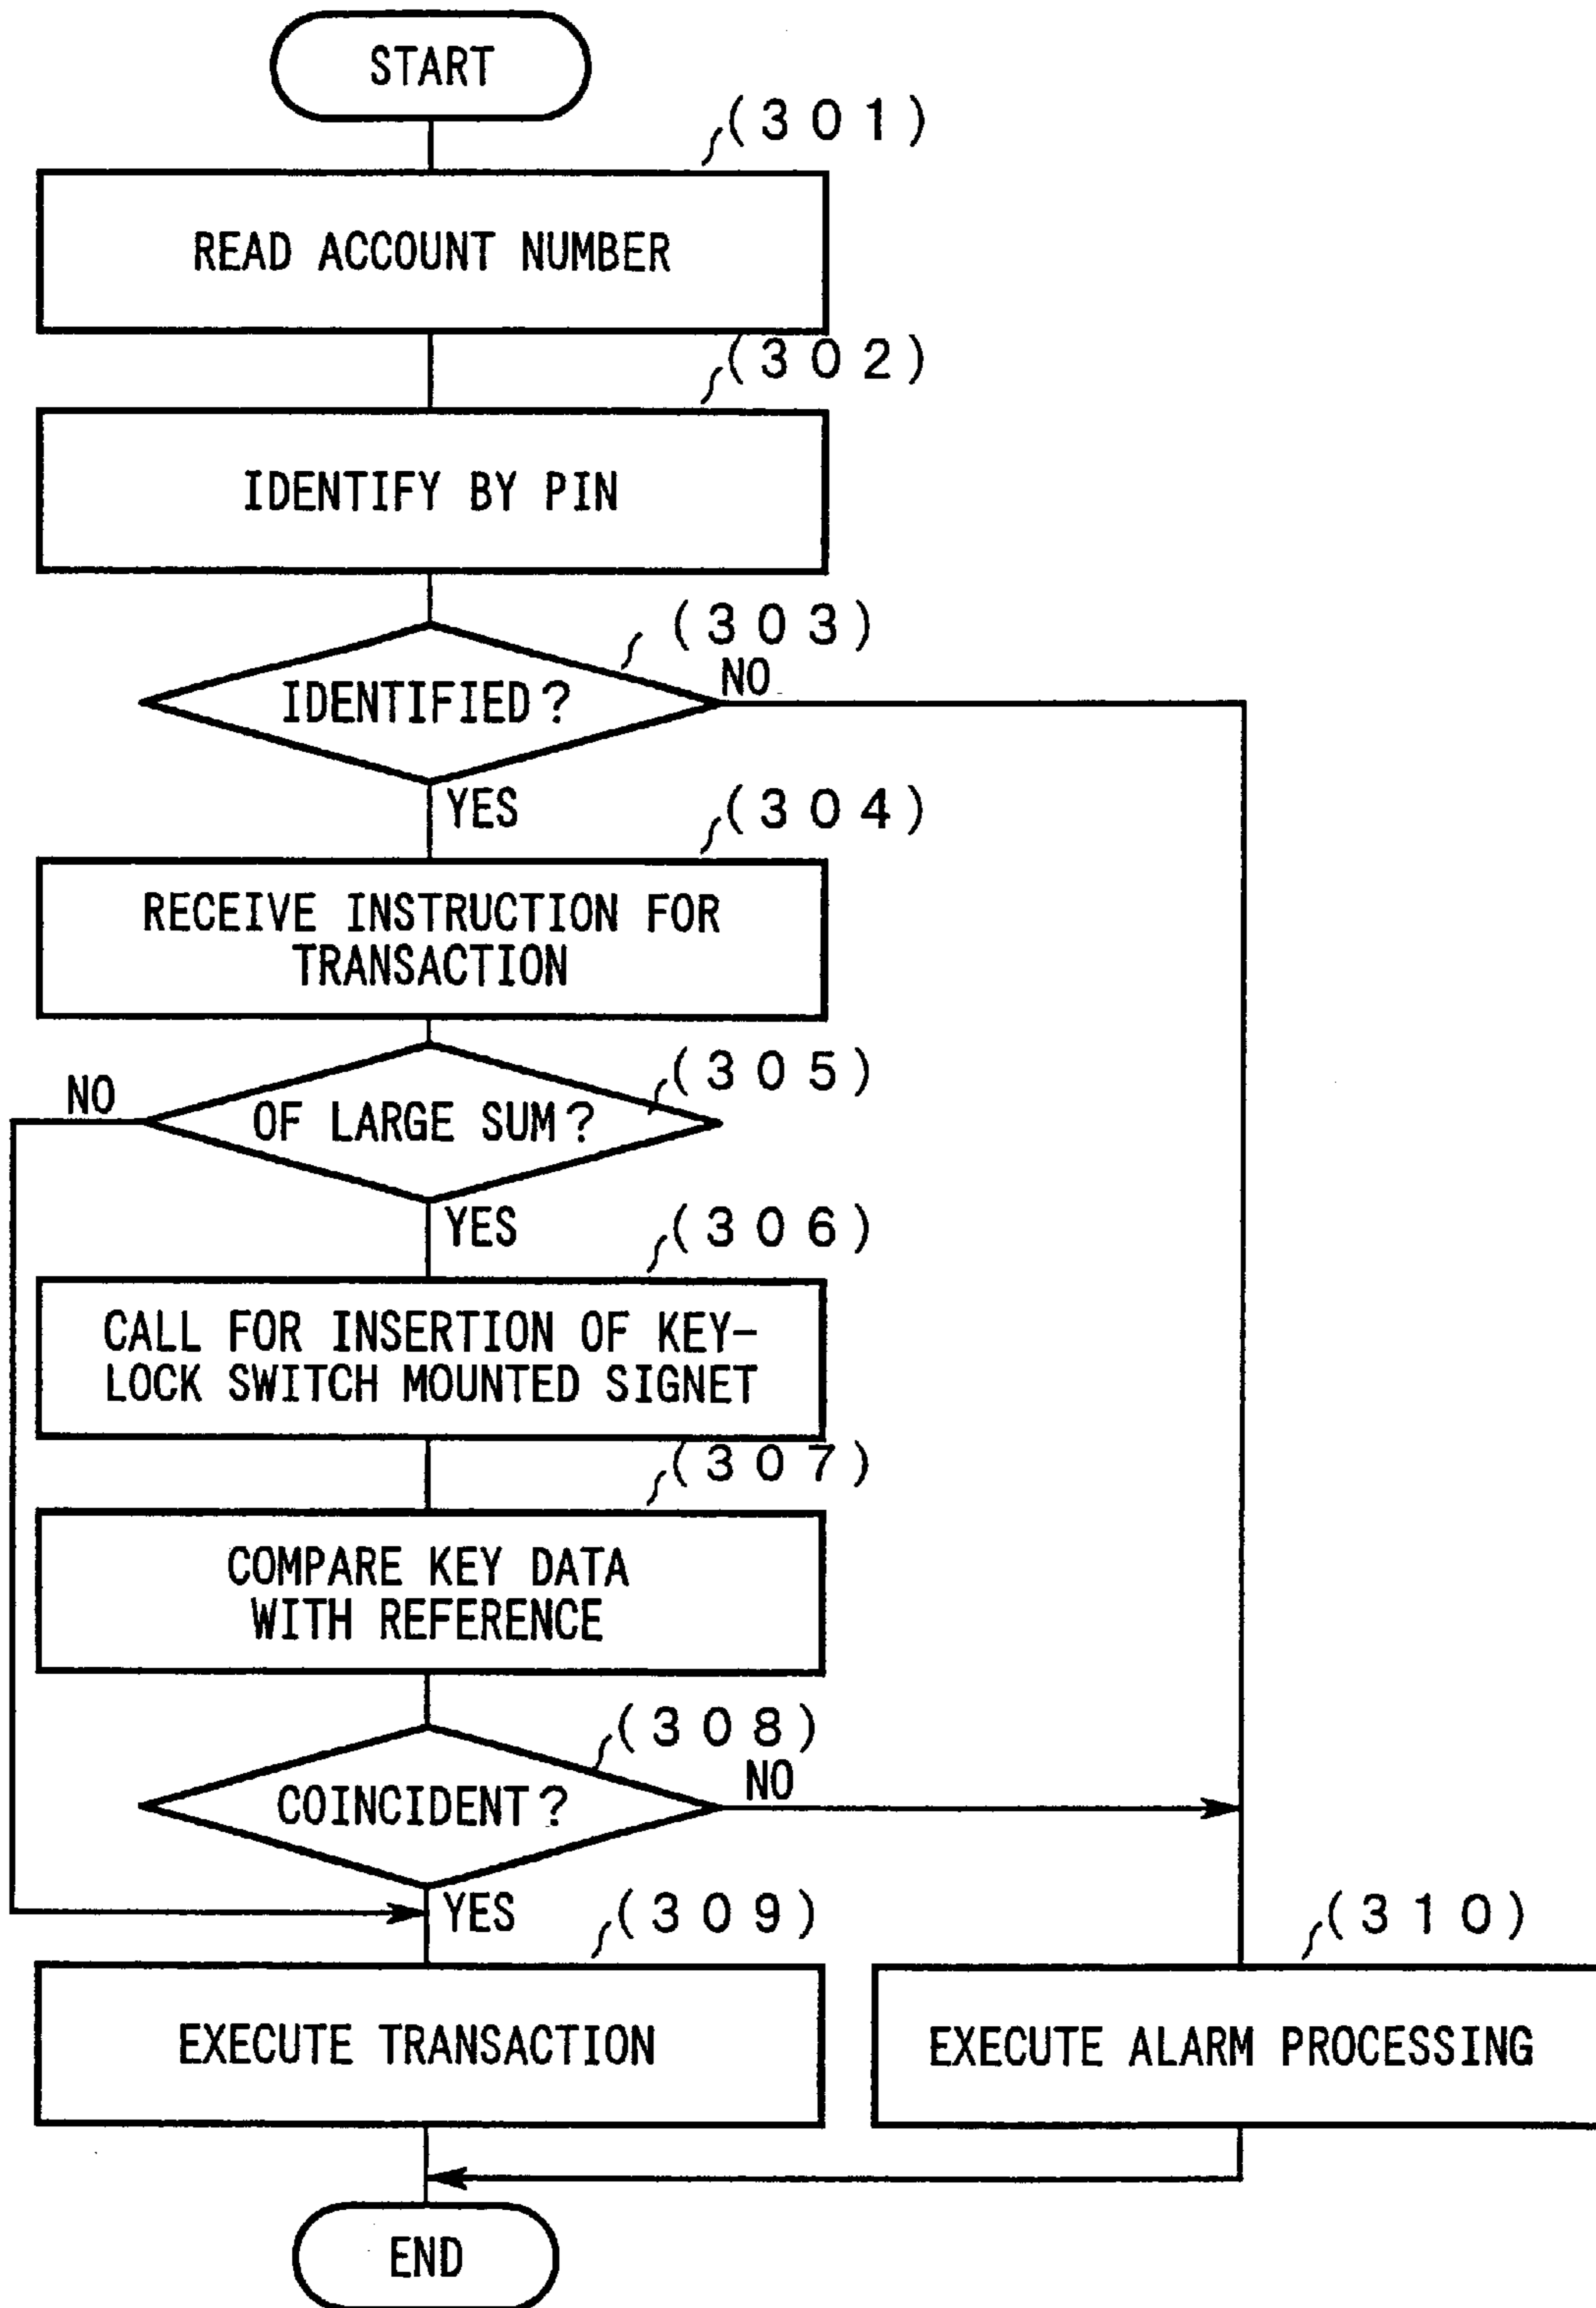 START
(301)
READ ACCOUNT NUMBER
(302)
IDENTIFY BY PIN
(303)
IDENTIFIED?
NO
YES
(304)
RECEIVE INSTRUCTION FOR
TRANSACTION
(305)
NO
OF LARGE SUM?
YES
(306)
CALL FOR INSERTION OF KEY-
LOCK SWITCH MOUNTED SIGNET
(307)
COMPARE KEY DATA
WITH REFERENCE
(308)
COINCIDENT?
NO
YES
(309)
(310)
EXECUTE TRANSACTION
EXECUTE ALARM PROCESSING
END